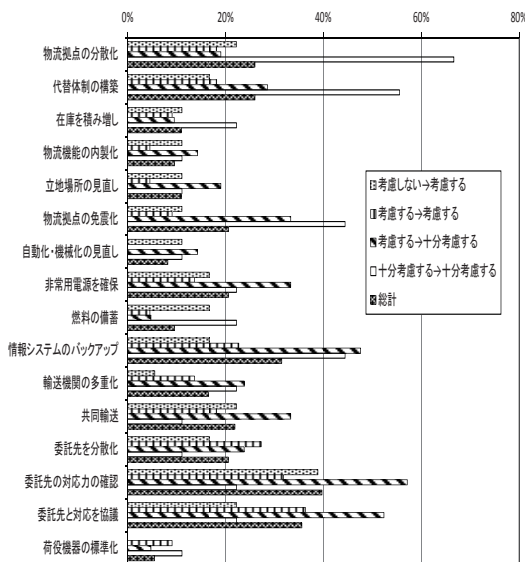 0% 20% 40% 60% 80%
物流拠点の分散化
代替体制の構築
在庫を積み増し
物流機能の内製化
立地場所の見直し
物流拠点の免震化
自動化・機械化の見直し
非常用電源を確保
燃料の備蓄
情報システムのバックアップ
輸送機関の多重化
共同輸送
委託先を分散化
委託先の対応力の確認
委託先と対応を協議
荷役機器の標準化
考慮しない→考慮する
考慮する→考慮する
考慮する→十分考慮する
十分考慮する→十分考慮する
総計